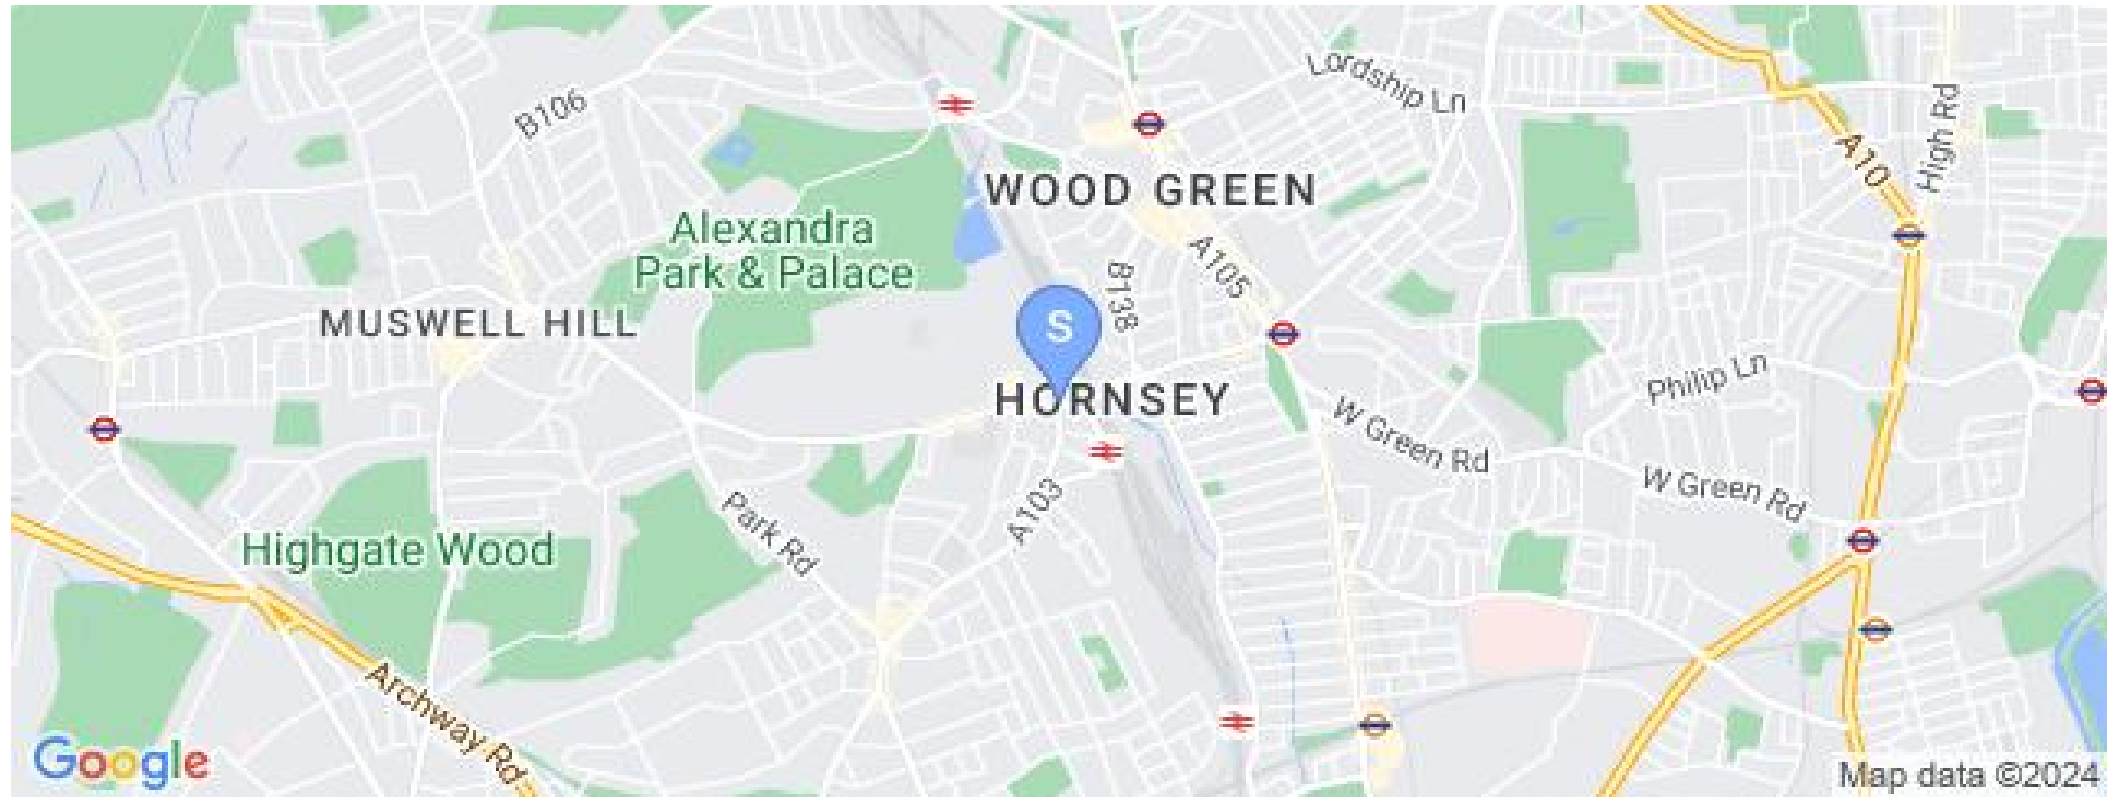 Lordship Ln
B106
High Rd
A10
WOOD GREEN
Alexandra
Park & Palace
A105
B138
S
MUSWELL HILL
HORNSEY
Philip Ln
W Green Rd
W Green Rd
Park Rd
A103
Highgate Wood
Archway Rd
Google
Map data ©2024